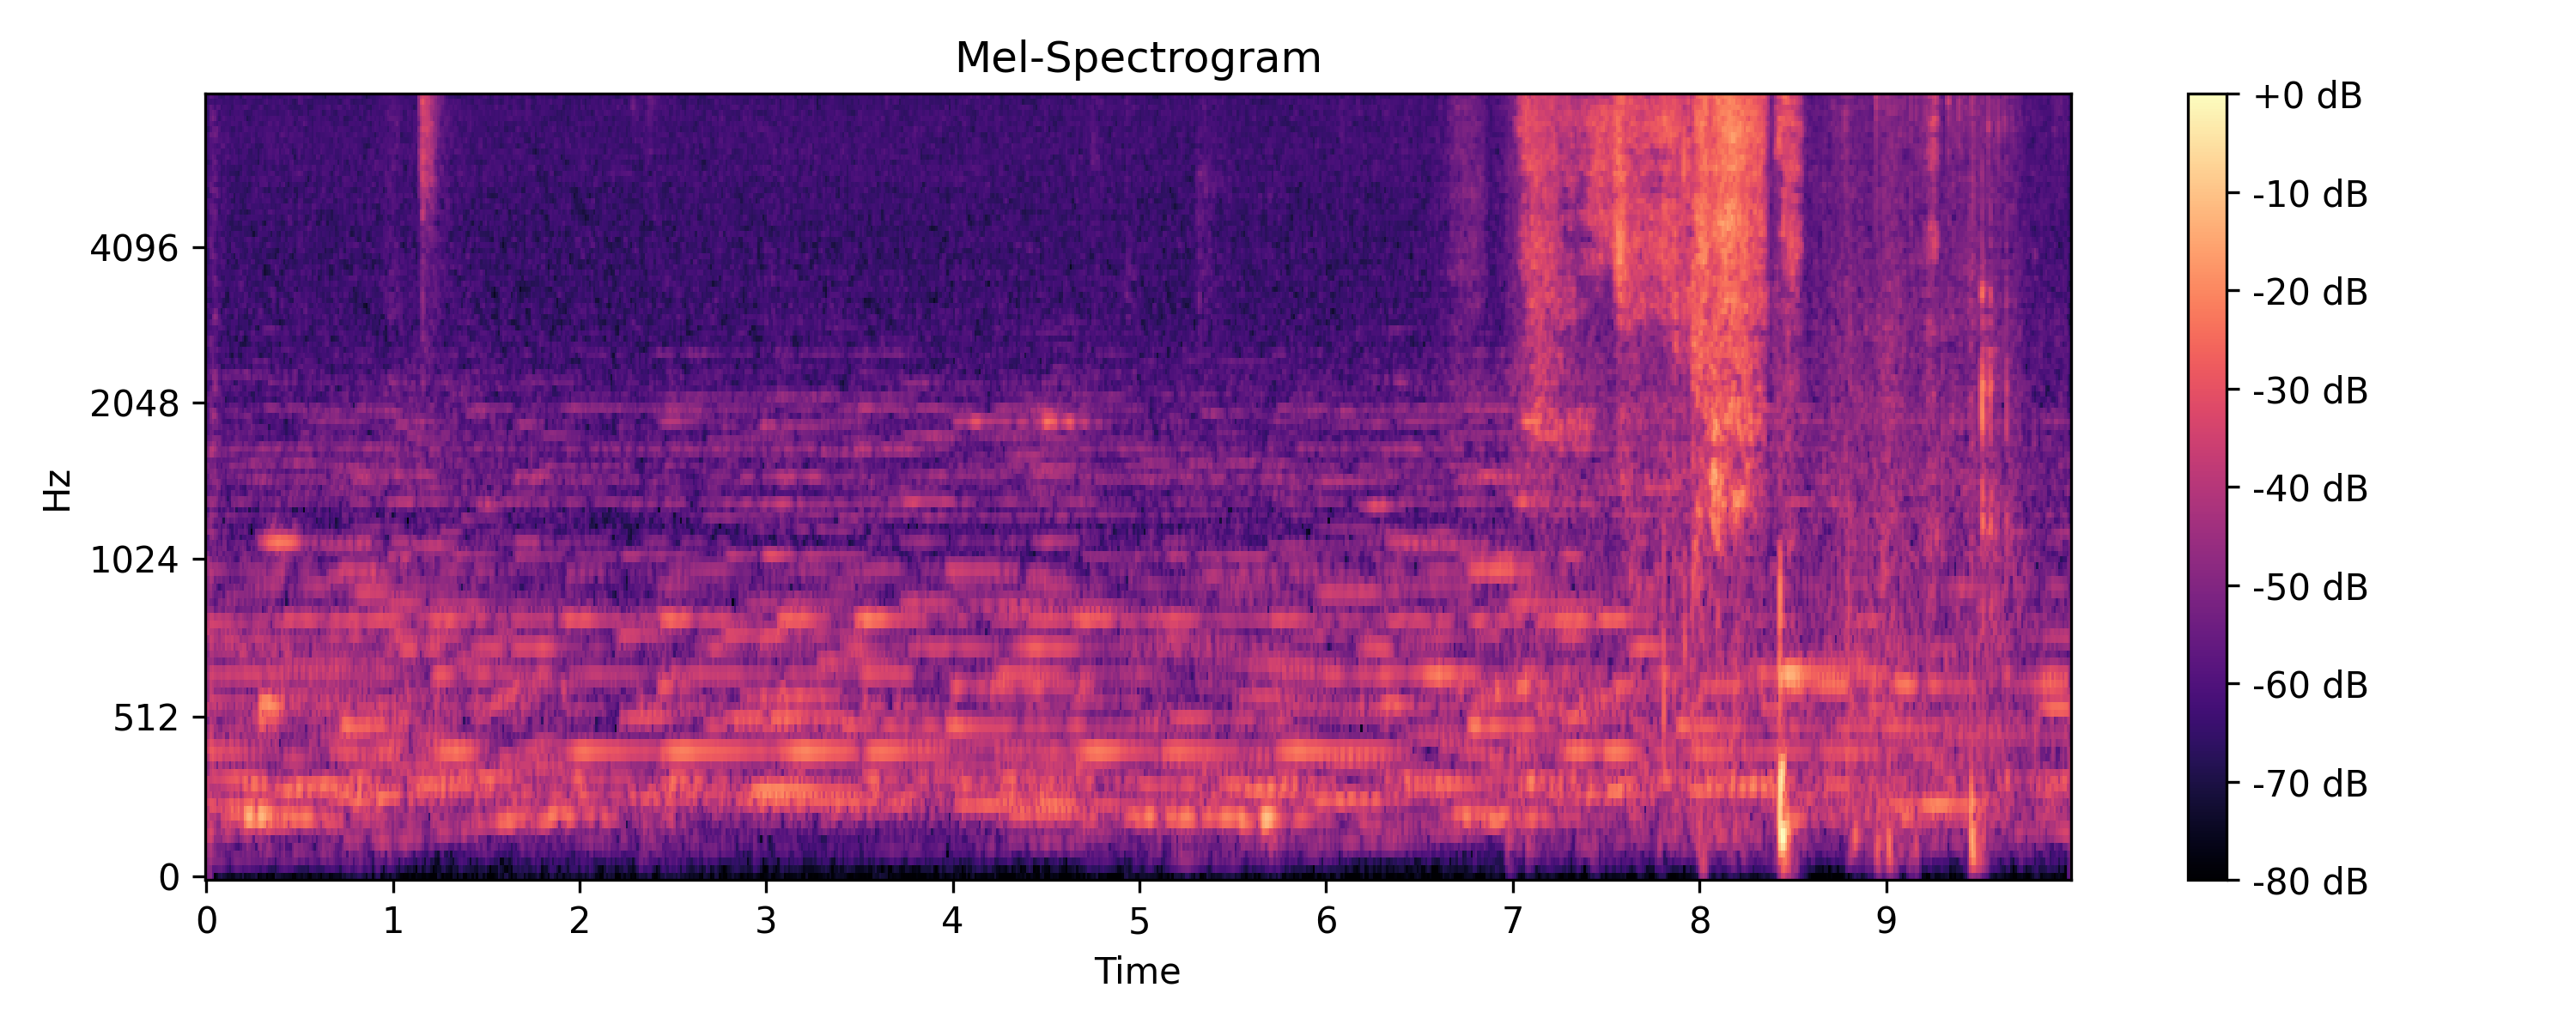 Mel-Spectrogram
Hz
4096
2048
1024
512
0
0 1 2 3 4 5 6 7 8 9
Time
+0 dB
-10 dB
-20 dB
-30 dB
-40 dB
-50 dB
-60 dB
-70 dB
-80 dB